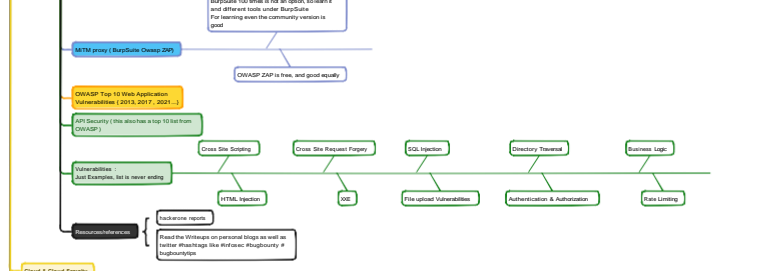 BurpSuite 100 times is not an option, so learn it
and different tools under BurpSuite
For learning even the community version is
good
MiTM proxy ( BurpSuite Owasp ZAP)
OWASP ZAP is free, and good equally
OWASP Top 10 Web Application
Vulnerabilities ( 2013, 2017 , 2021...)
API Security ( this also has a top 10 list from
OWASP )
Cross Site Scripting
Cross Site Request Forgery
SQL Injection
Directory Traversal
Business Logic
Vulnerabilities :
Just Examples, list is never ending
HTML Injection
XXE
File upload Vulnerabilities
Authentication & Authorization
Rate Limiting
Resources/references
hackerone reports
Read the Writeups on personal blogs as well as
twitter #hashtags like #infosec #bugbounty #
bugbountytips
Cloud & Cloud Security